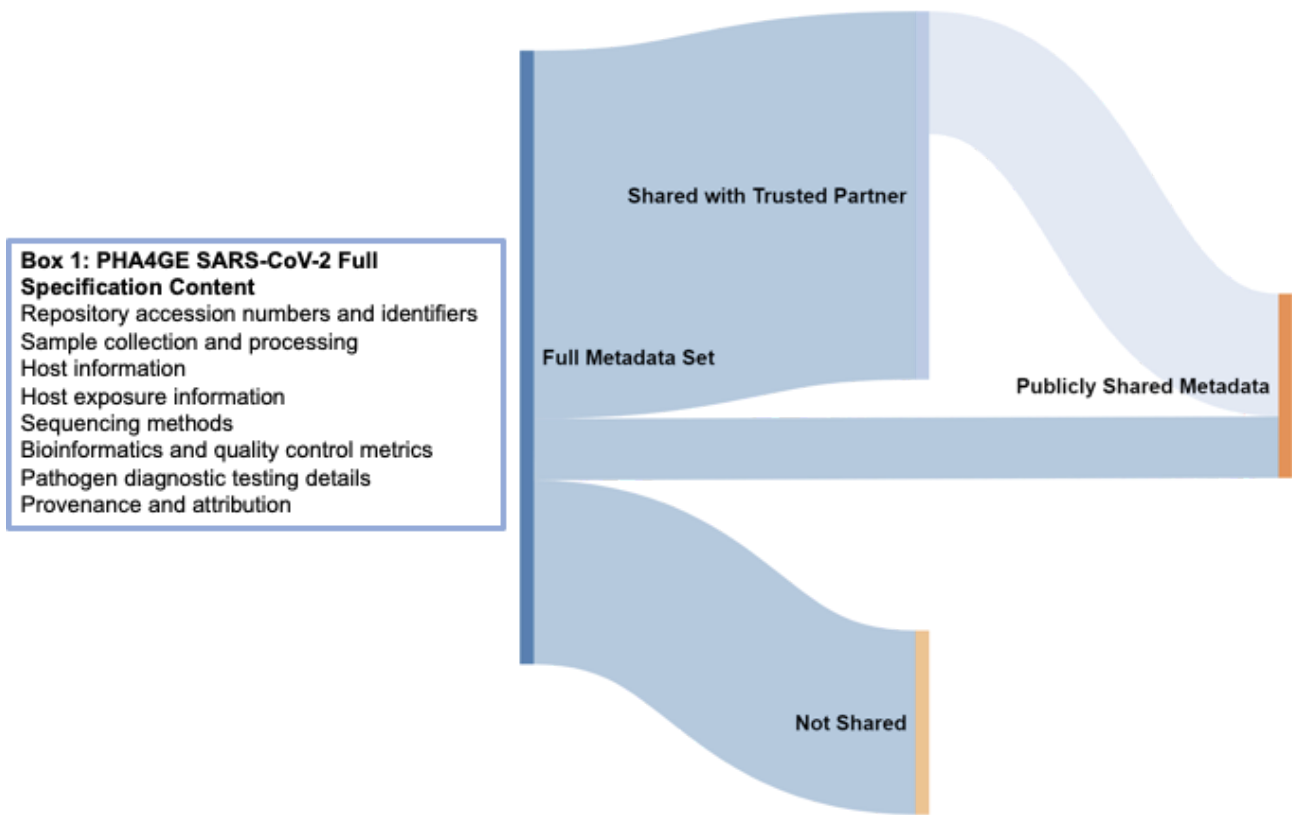 Box 1: PHA4GE SARS-CoV-2 Full
Specification Content
Repository accession numbers and identifiers
Sample collection and processing
Host information
Host exposure information
Sequencing methods
Bioinformatics and quality control metrics
Pathogen diagnostic testing details
Provenance and attribution
Full Metadata Set
Shared with Trusted Partner
Publicly Shared Metadata
Not Shared